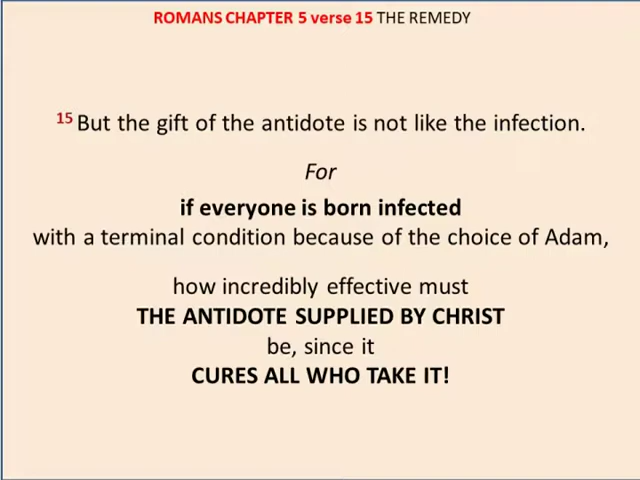 ROMANS CHAPTER 5 verse 15 THE REMEDY
15 But the gift of the antidote is not like the infection.
For
if everyone is born infected
with a terminal condition because of the choice of Adam,
how incredibly effective must
THE ANTIDOTE SUPPLIED BY CHRIST
be, since it
CURES ALL WHO TAKE IT!